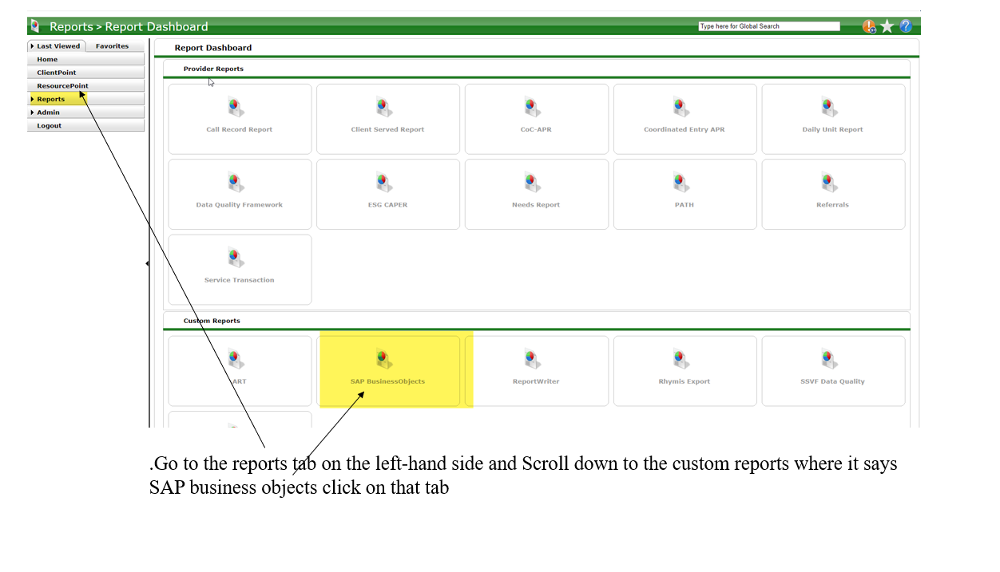 Reports > Report Dashboard
Type here for Global Search
Last Viewed
Favorites
Home
ClientPoint
ResourcePoint
Reports
Admin
Logout
Report Dashboard
Provider Reports
Call Record Report
Client Served Report
CoC-APR
Coordinated Entry APR
Daily Unit Report
Data Quality Framework
ESG CAPER
Needs Report
PATH
Referrals
Service Transaction
Custom Reports
ART
SAP BusinessObjects
ReportWriter
Rhymis Export
SSVF Data Quality
.Go to the reports tab on the left-hand side and Scroll down to the custom reports where it says
SAP business objects click on that tab